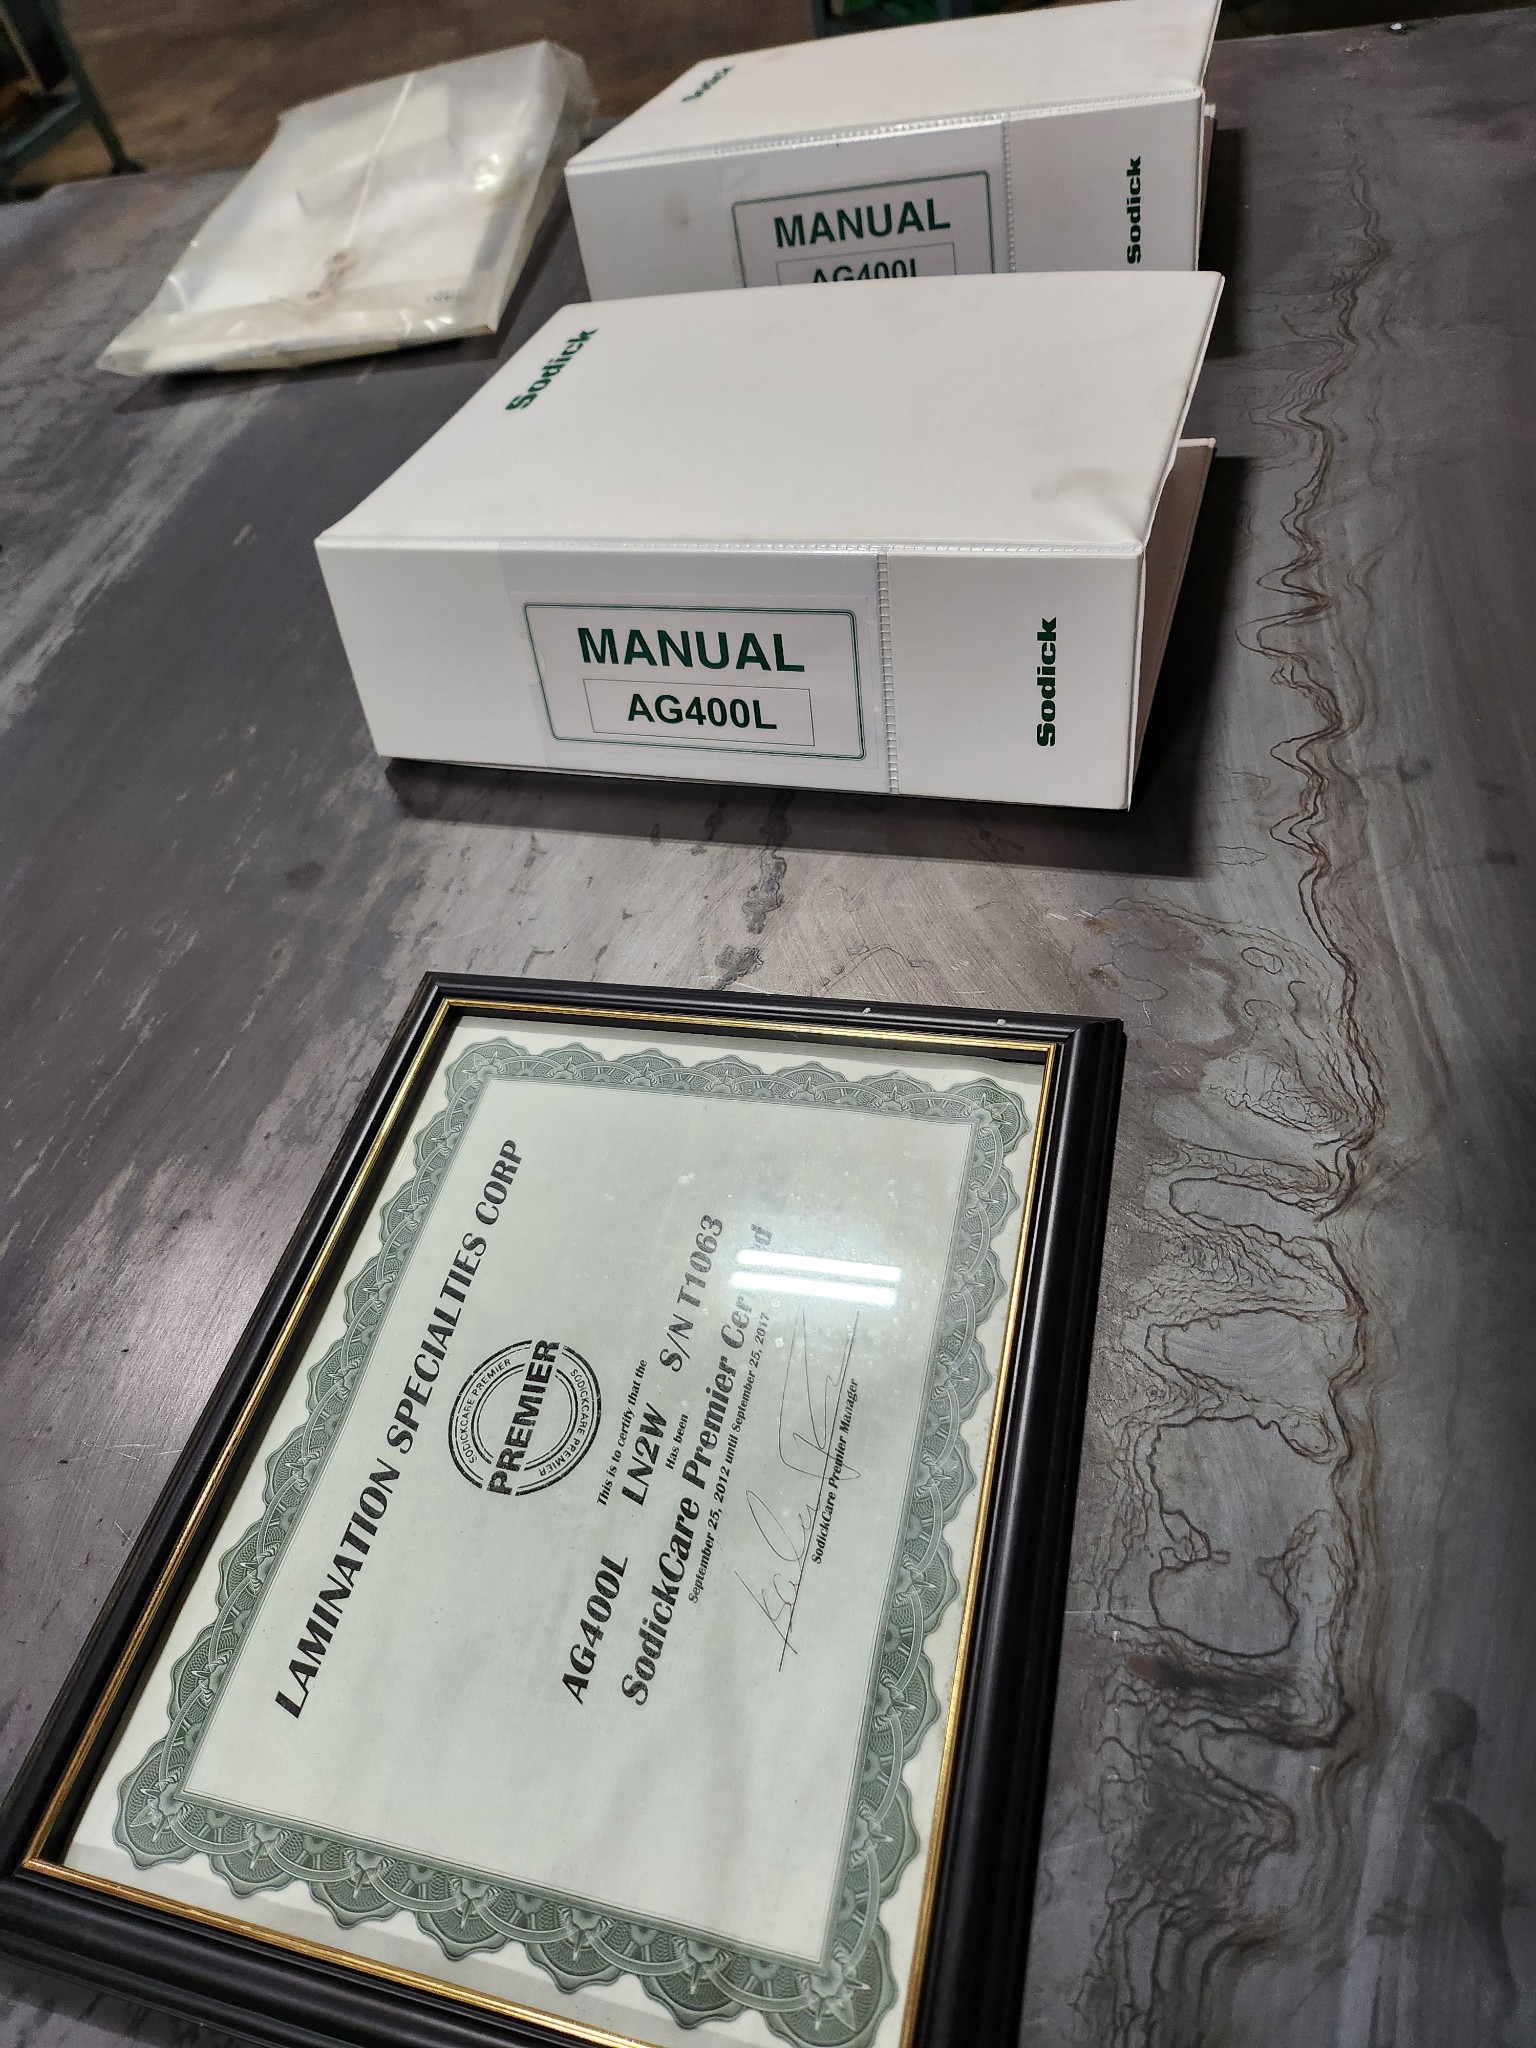 Sodick
MANUAL
AG400L
Sodick
Sodick
MANUAL
AG400L
Sodick
LAMINATION SPECIALTIES CORP
SODICKCARE PREMIER
PREMIER
SODICKCARE PREMIER
This is to certify that the
AG400L LN2W S/N T1063
Has been
SodickCare Premier Cer ed
September 25, 2012 until September 25, 2017
SodickCare Premier Manager